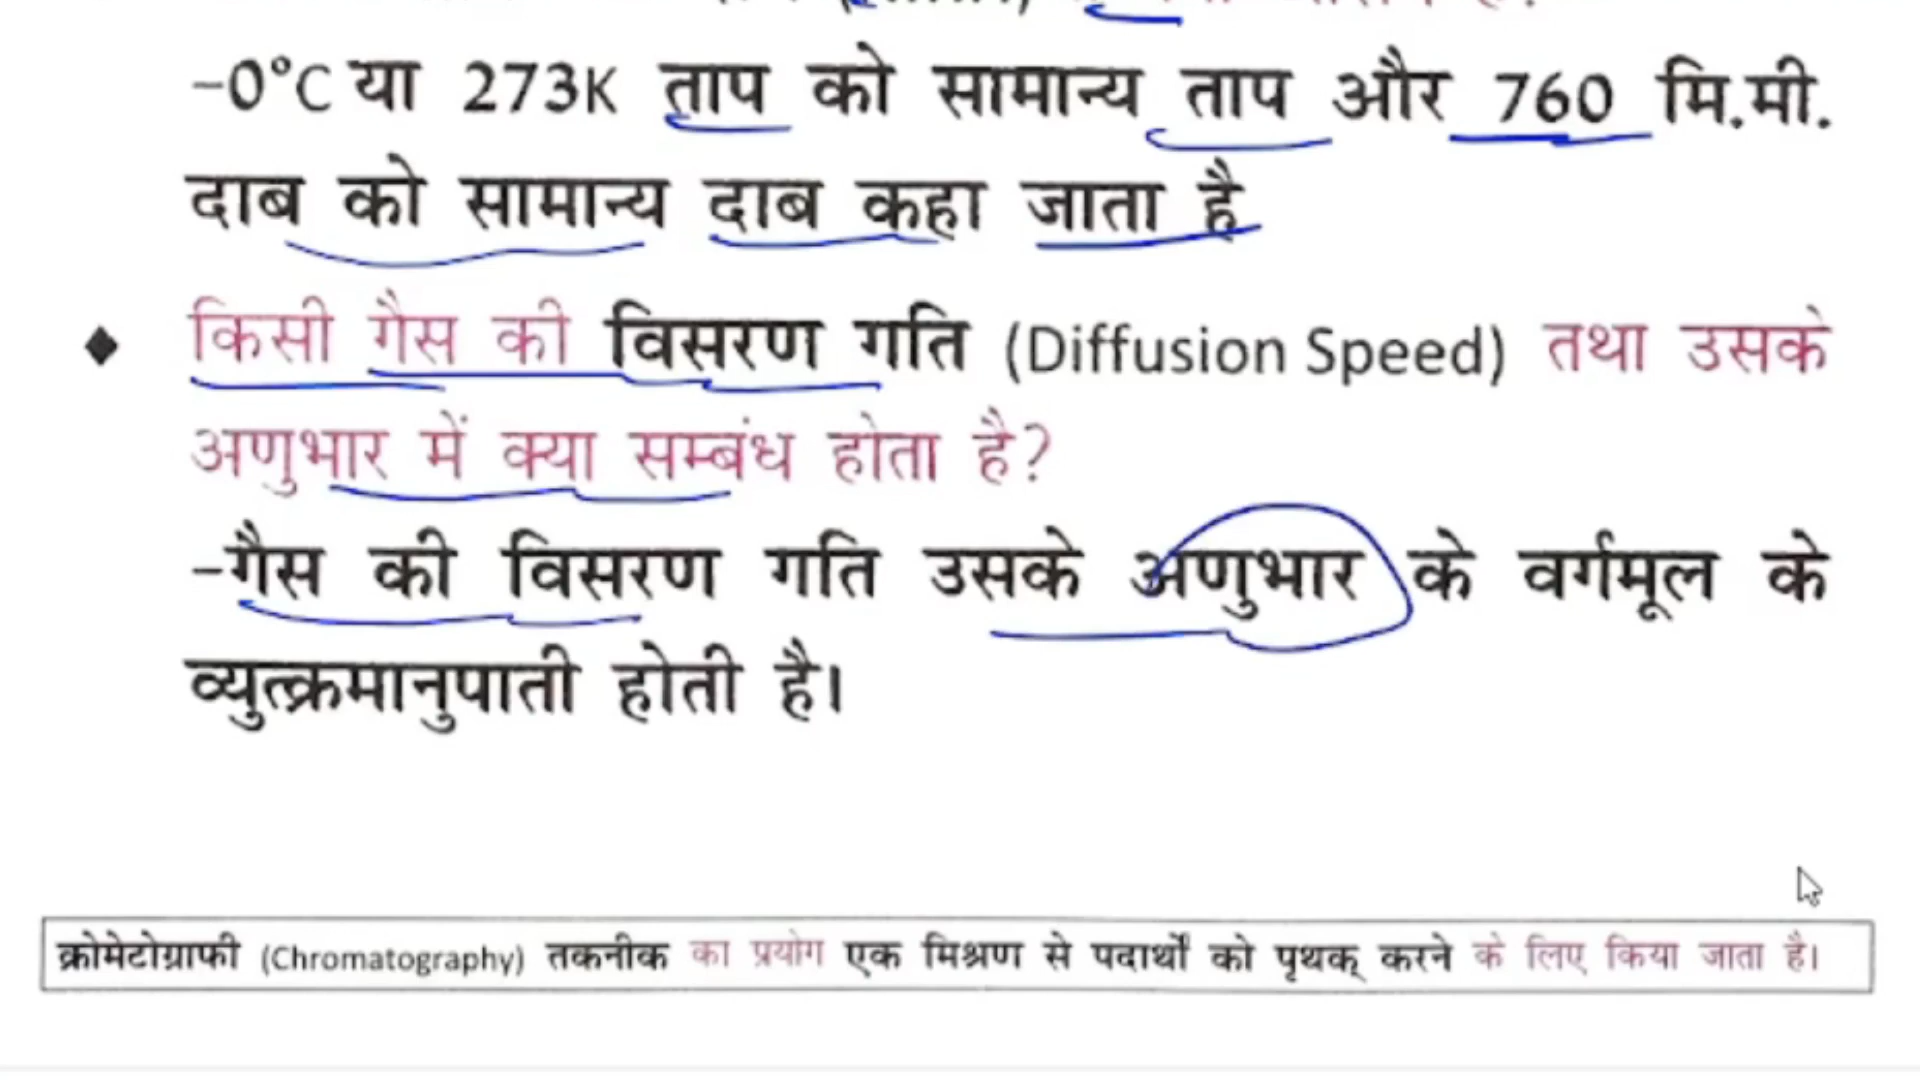 -0°C या 273K ताप को सामान्य ताप और 760 मि.मी.
दाब को सामान्य दाब कहा जाता है
◆ किसी गैस की विसरण गति (Diffusion Speed) तथा उसके
अणुभार में क्या सम्बंध होता है?
-गैस की विसरण गति उसके अणुभार के वर्गमूल के
व्युत्क्रमानुपाती होती है।
क्रोमेटोग्राफी (Chromatography) तकनीक का प्रयोग एक मिश्रण से पदार्थों को पृथक् करने के लिए किया जाता है।